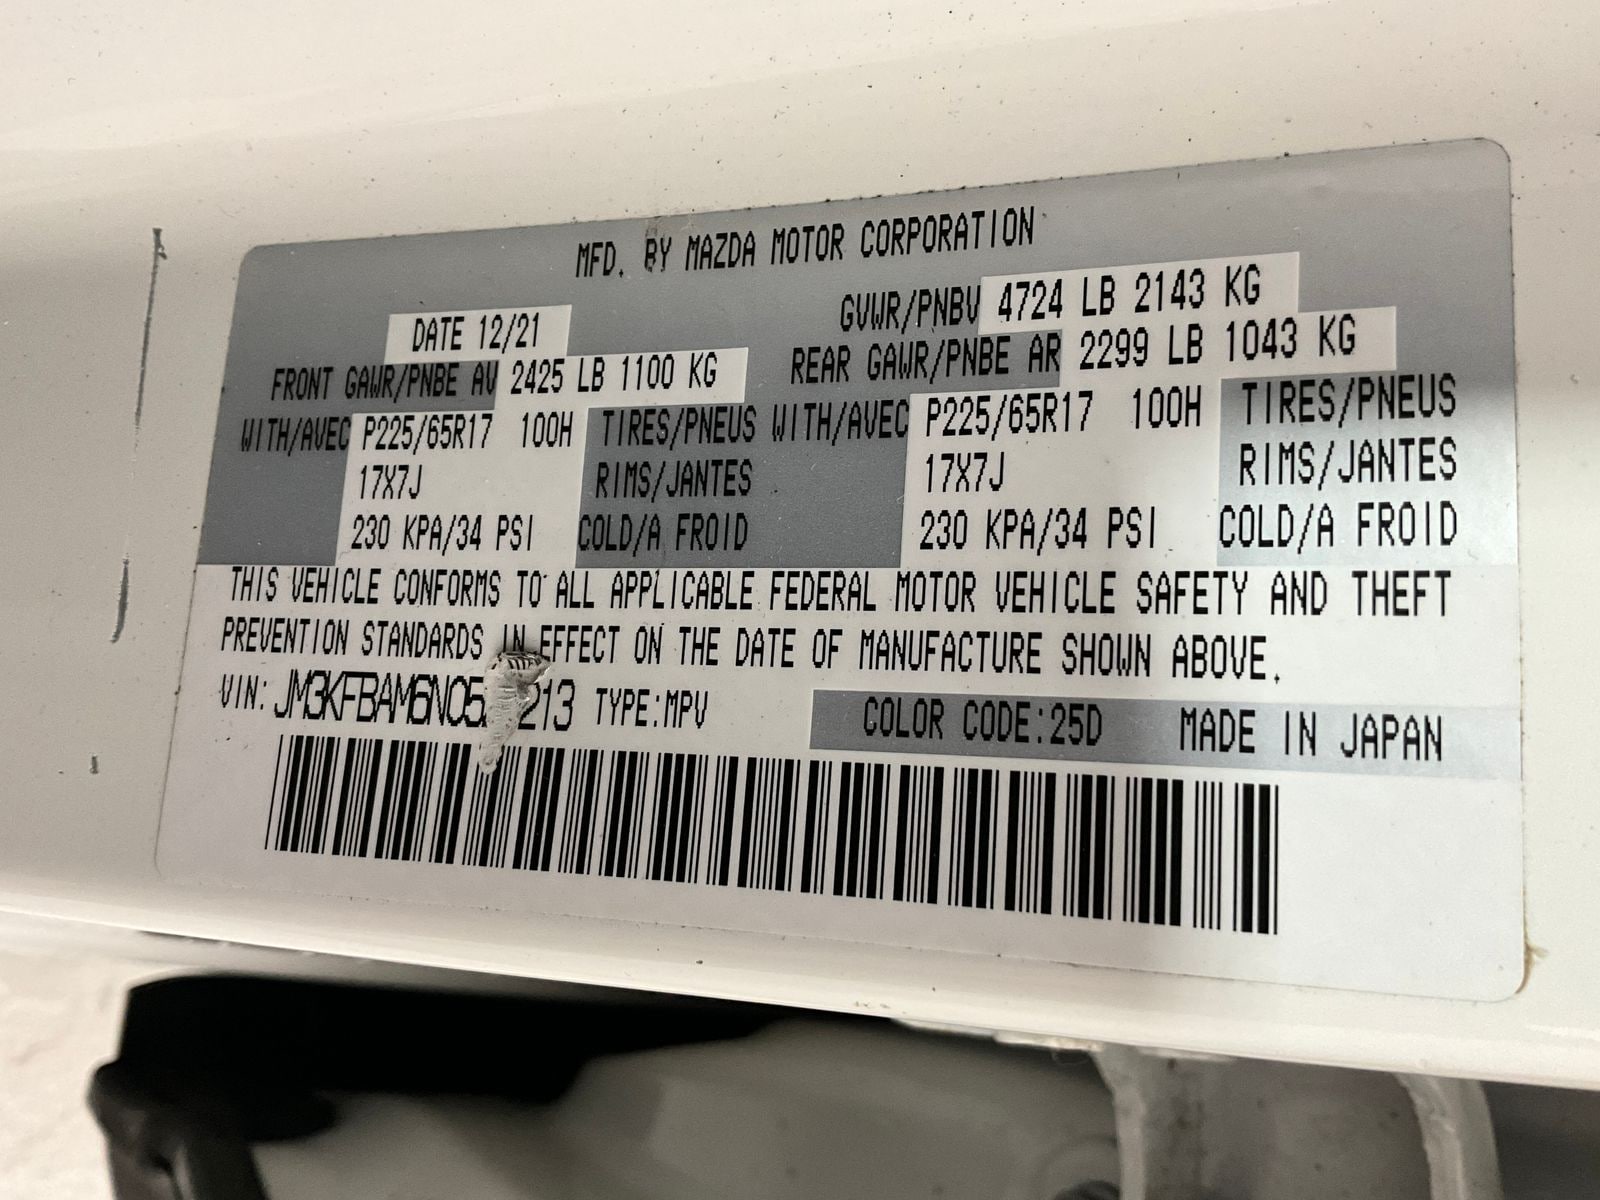 MFD. BY MAZDA MOTOR CORPORATION
DATE 12/21
GVWR/PNBV 4724 LB 2143 KG
FRONT GAWR/PNBE AV 2425 LB 1100 KG
REAR GAWR/PNBE AR 2299 LB 1043 KG
WITH/AVEC P225/65R17 100H TIRES/PNEUS WITH/AVEC P225/65R17 100H TIRES/PNEUS
17X7J RIMS/JANTES 17X7J RIMS/JANTES
230 KPA/34 PSI COLD/A FROID 230 KPA/34 PSI COLD/A FROID
THIS VEHICLE CONFORMS TO ALL APPLICABLE FEDERAL MOTOR VEHICLE SAFETY AND THEFT
PREVENTION STANDARDS IN EFFECT ON THE DATE OF MANUFACTURE SHOWN ABOVE.
VIN: TYPE:MPV COLOR CODE:25D MADE IN JAPAN